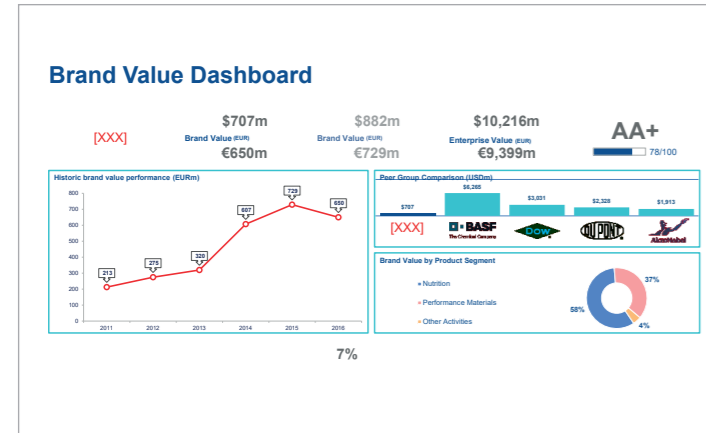 Brand Value Dashboard
[XXX]
$707m
Brand Value (EUR)
€650m
$882m
Brand Value (EUR)
€729m
$10,216m
Enterprise Value (EUR)
€9,399m
AA+
78/100
Historic brand value performance (EURm)
800
700
600
500
400
300
200
100
0
213
275
320
607
729
650
2011 2012 2013 2014 2015 2016
Peer Group Comparison (USDm)
$707 $6,265 $3,031 $2,328 $1,913
[XXX] BASF Dow DUPONT AkzoNobel
The Chemical Company
Brand Value by Product Segment
Nutrition
Performance Materials
Other Activities
37%
58%
4%
7%